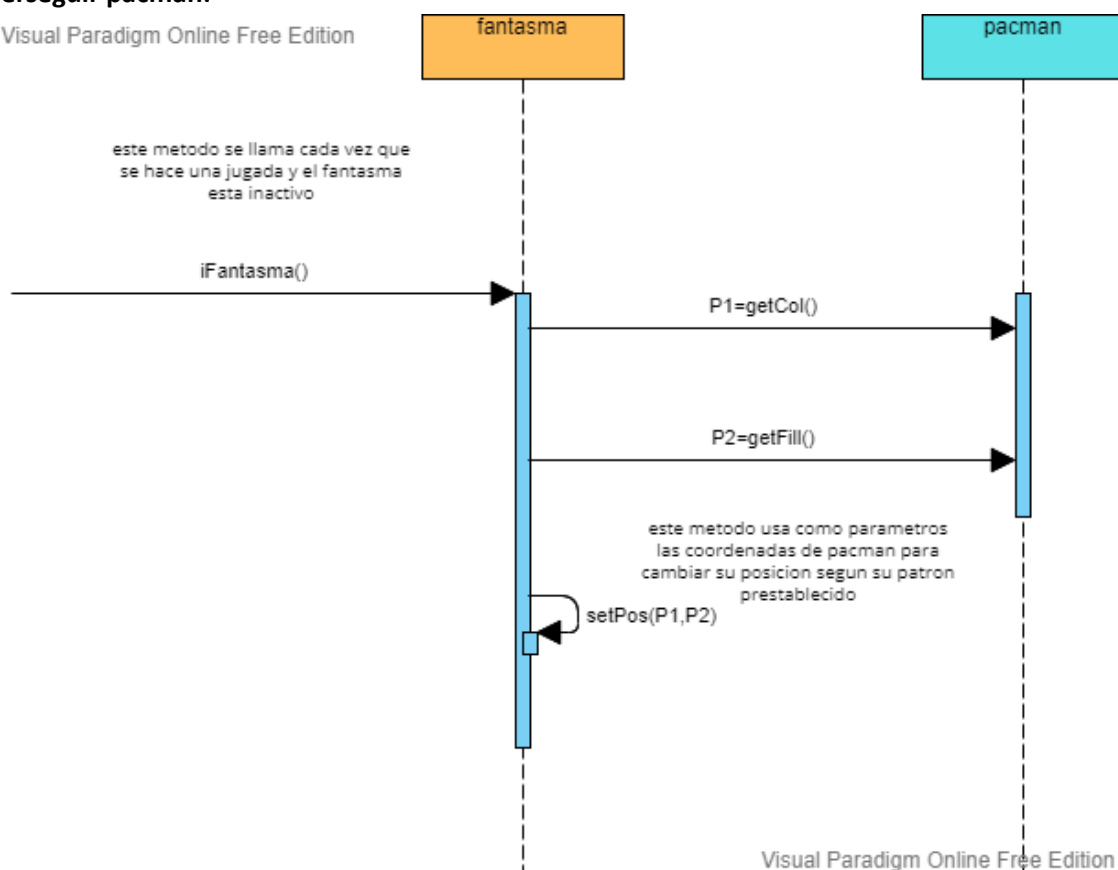 erseguir pacman.
Visual Paradigm Online Free Edition
fantasma
pacman
este metodo se llama cada vez que
se hace una jugada y el fantasma
esta inactivo
iFantasma()
P1=getCol()
P2=getFill()
este metodo usa como parametros
las coordenadas de pacman para
cambiar su posicion segun su patron
prestablecido
setPos(P1,P2)
Visual Paradigm Online Free Edition